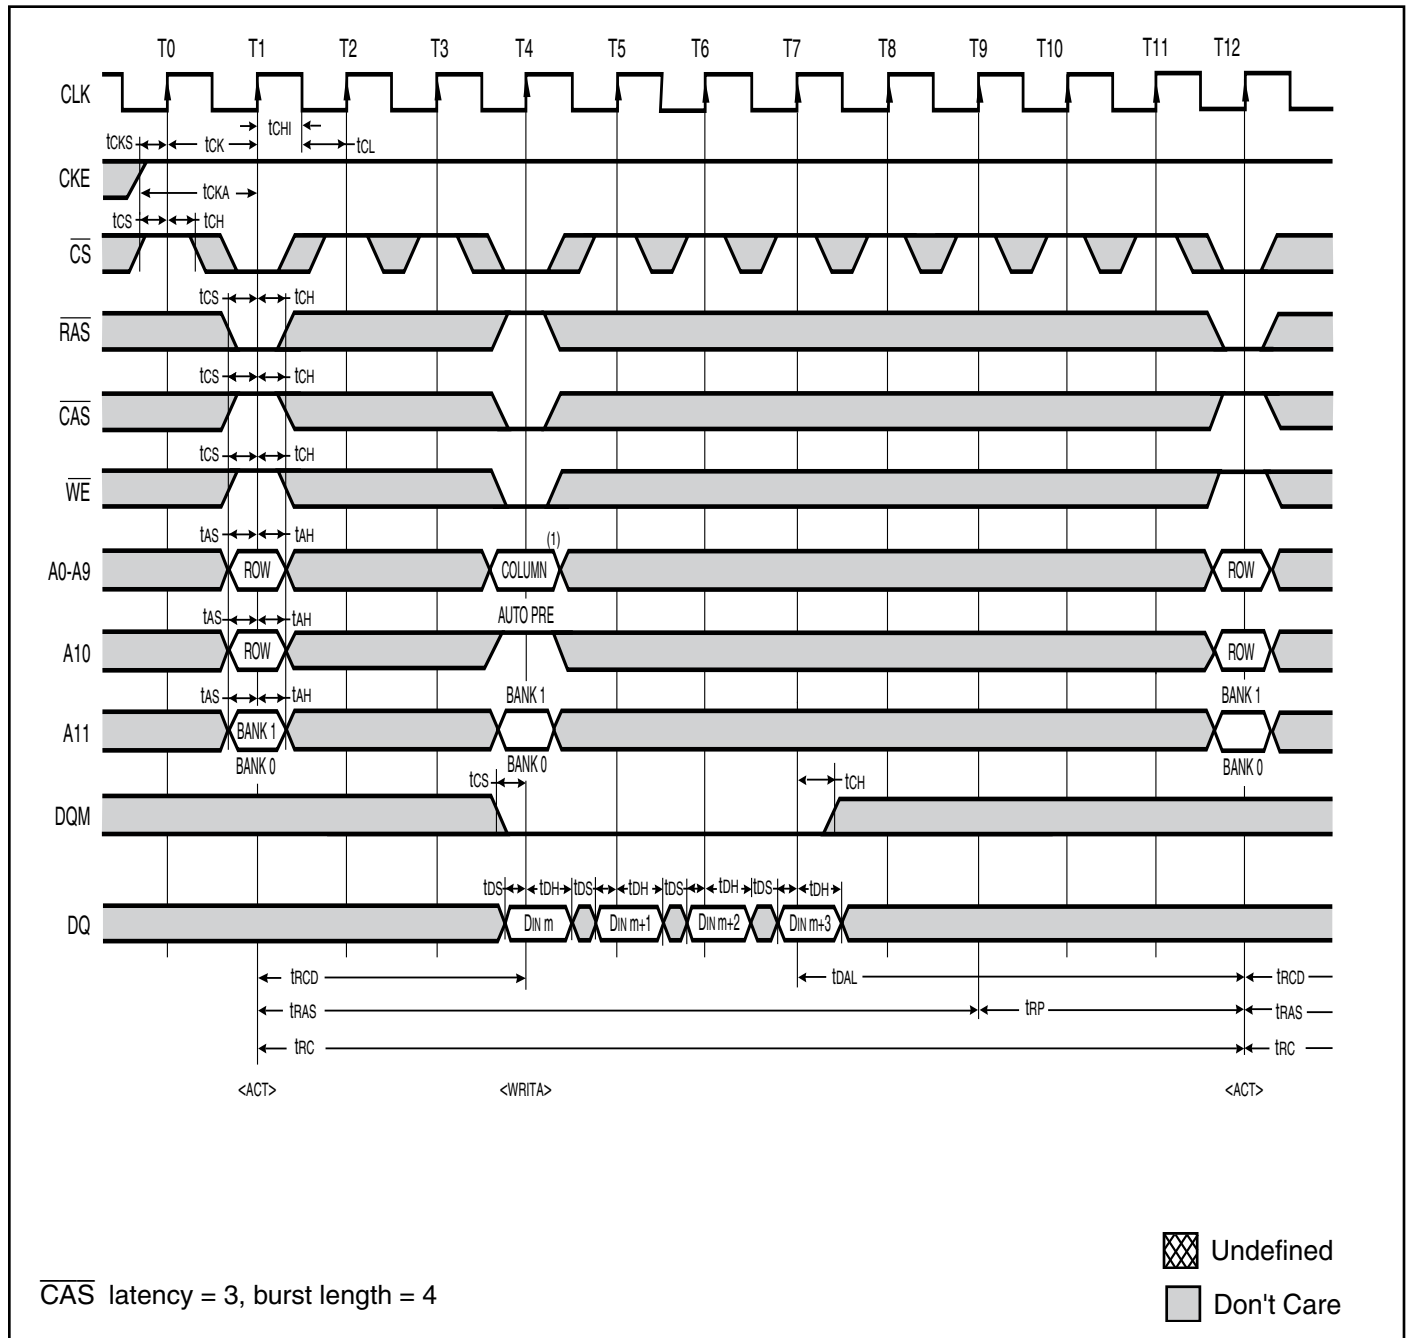 T0 T1 T2 T3 T4 T5 T6 T7 T8 T9 T10 T11 T12
CLK
tCHI
tCKS tCK tCL
CKE
tCKA
tCS tCH
CS
tCS tCH
RAS
tCS tCH
CAS
tCS tCH
WE
tAS tAH (1)
A0-A9 ROW COLUMN ROW
tAS tAH AUTO PRE
A10 ROW ROW
tAS tAH BANK 1 BANK 1
A11 BANK 1
BANK 0 BANK 0 BANK 0
tCS tCH
DQM
tDS tDH tDS tDH tDS tDH tDS tDH
DQ DIN m DIN m+1 DIN m+2 DIN m+3
tRCD tDAL tRCD
tRAS tRP tRAS
tRC tRC
<ACT> <WRITA> <ACT>
Undefined
CAS latency = 3, burst length = 4
Don't Care